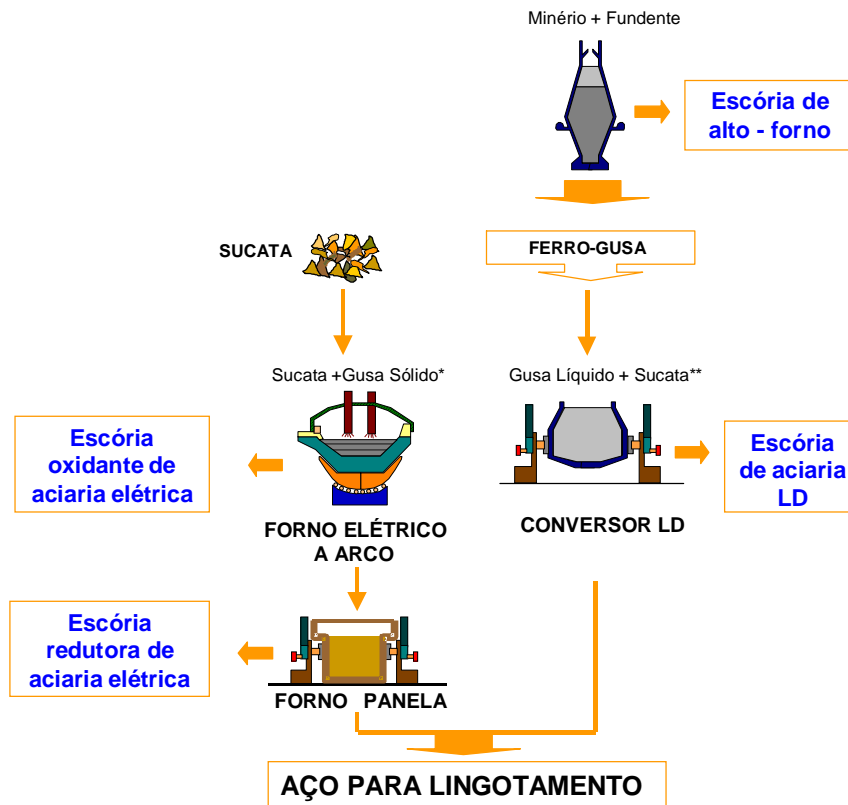 Minério + Fundente
Escória de
alto - forno
SUCATA
FERRO-GUSA
Sucata +Gusa Sólido*
Gusa Líquido + Sucata**
Escória
oxidante de
aciaria elétrica
Escória
de aciaria
LD
FORNO ELÉTRICO
A ARCO
CONVERSOR LD
Escória
redutora de
aciaria elétrica
FORNO PANELA
AÇO PARA LINGOTAMENTO